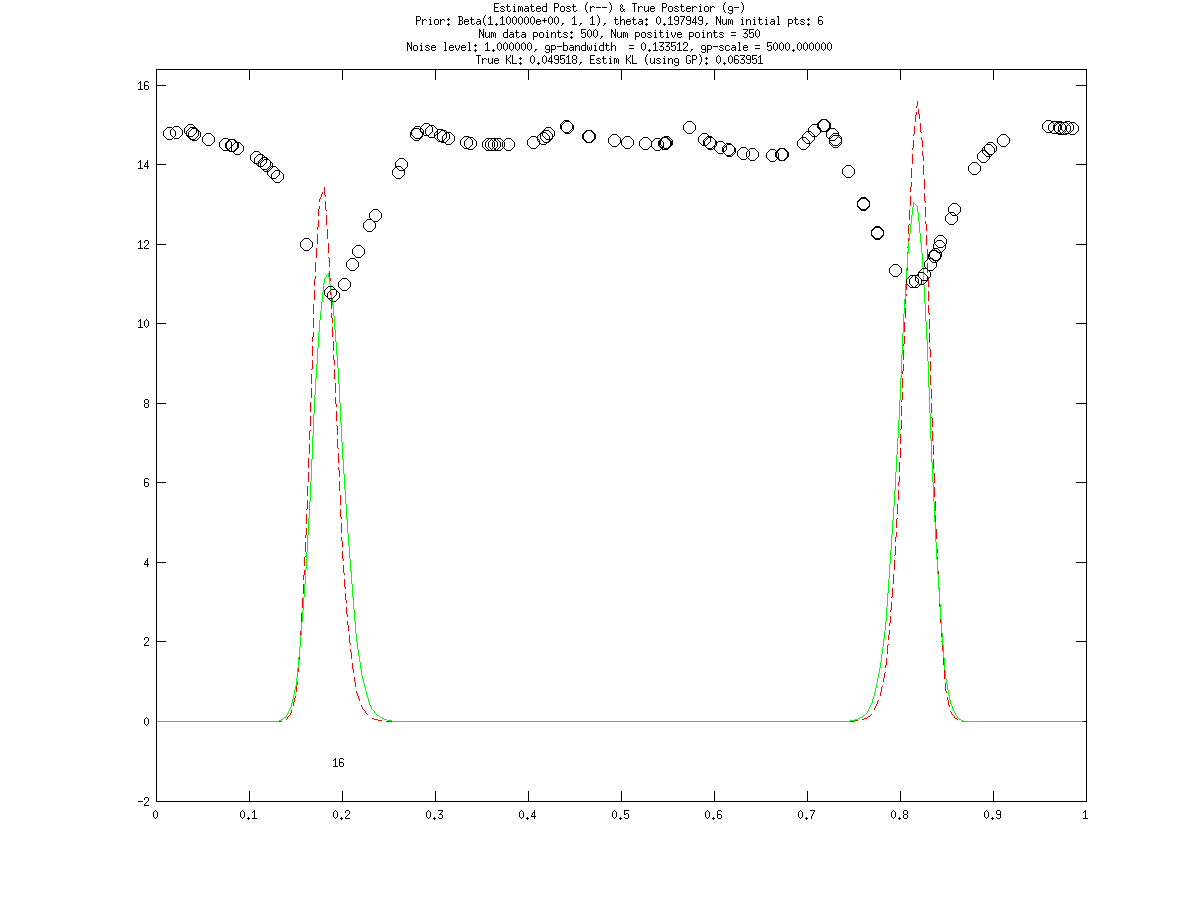 Estimated Post (r--) & True Posterior (g-)
Prior: Beta(1.100000e+00, 1, 1), theta: 0.197949, Num initial pts: 6
Num data points: 500, Num positive points = 350
Noise level: 1.000000, gp-bandwidth  = 0.133512, gp-scale = 5000.000000
True KL: 0.049518, Estim KL (using GP): 0.063951
16
14
12
10
8
6
4
2
0
16
-2
0 0.1 0.2 0.3 0.4 0.5 0.6 0.7 0.8 0.9 1